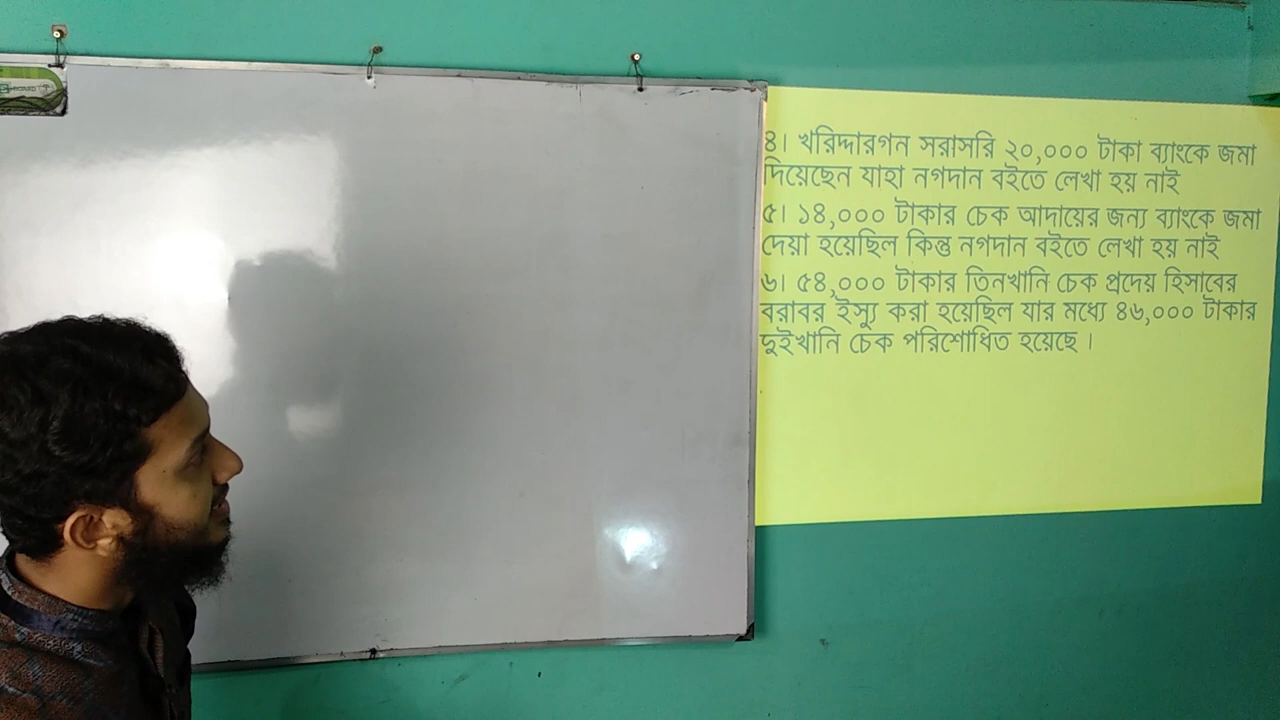 ৪। খরিদ্দারগন সরাসরি ২০,০০০ টাকা ব্যাংকে জমা
দিয়েছেন যাহা নগদান বইতে লেখা হয় নাই
৫। ১৪,০০০ টাকার চেক আদায়ের জন্য ব্যাংকে জমা
দেয়া হয়েছিল কিন্তু নগদান বইতে লেখা হয় নাই
৬। ৫৪,০০০ টাকার তিনখানি চেক প্রদেয় হিসাবের
বরাবর ইস্যু করা হয়েছিল যার মধ্যে ৪৬,০০০ টাকার
দুইখানি চেক পরিশোধিত হয়েছে।